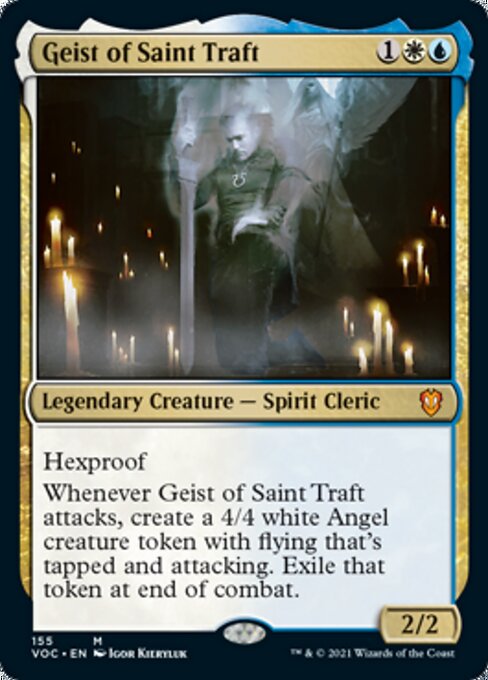 Geist of Saint Traft 1
Legendary Creature — Spirit Cleric
Hexproof
Whenever Geist of Saint Traft
attacks, create a 4/4 white Angel
creature token with flying that's
tapped and attacking. Exile that
token at end of combat.
2/2
155 M
VOC • EN Igor Kieryluk
™ & © 2021 Wizards of the Coast